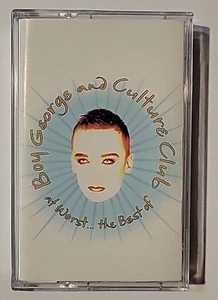 Boy George and Culture Club
at Worst... the Best of